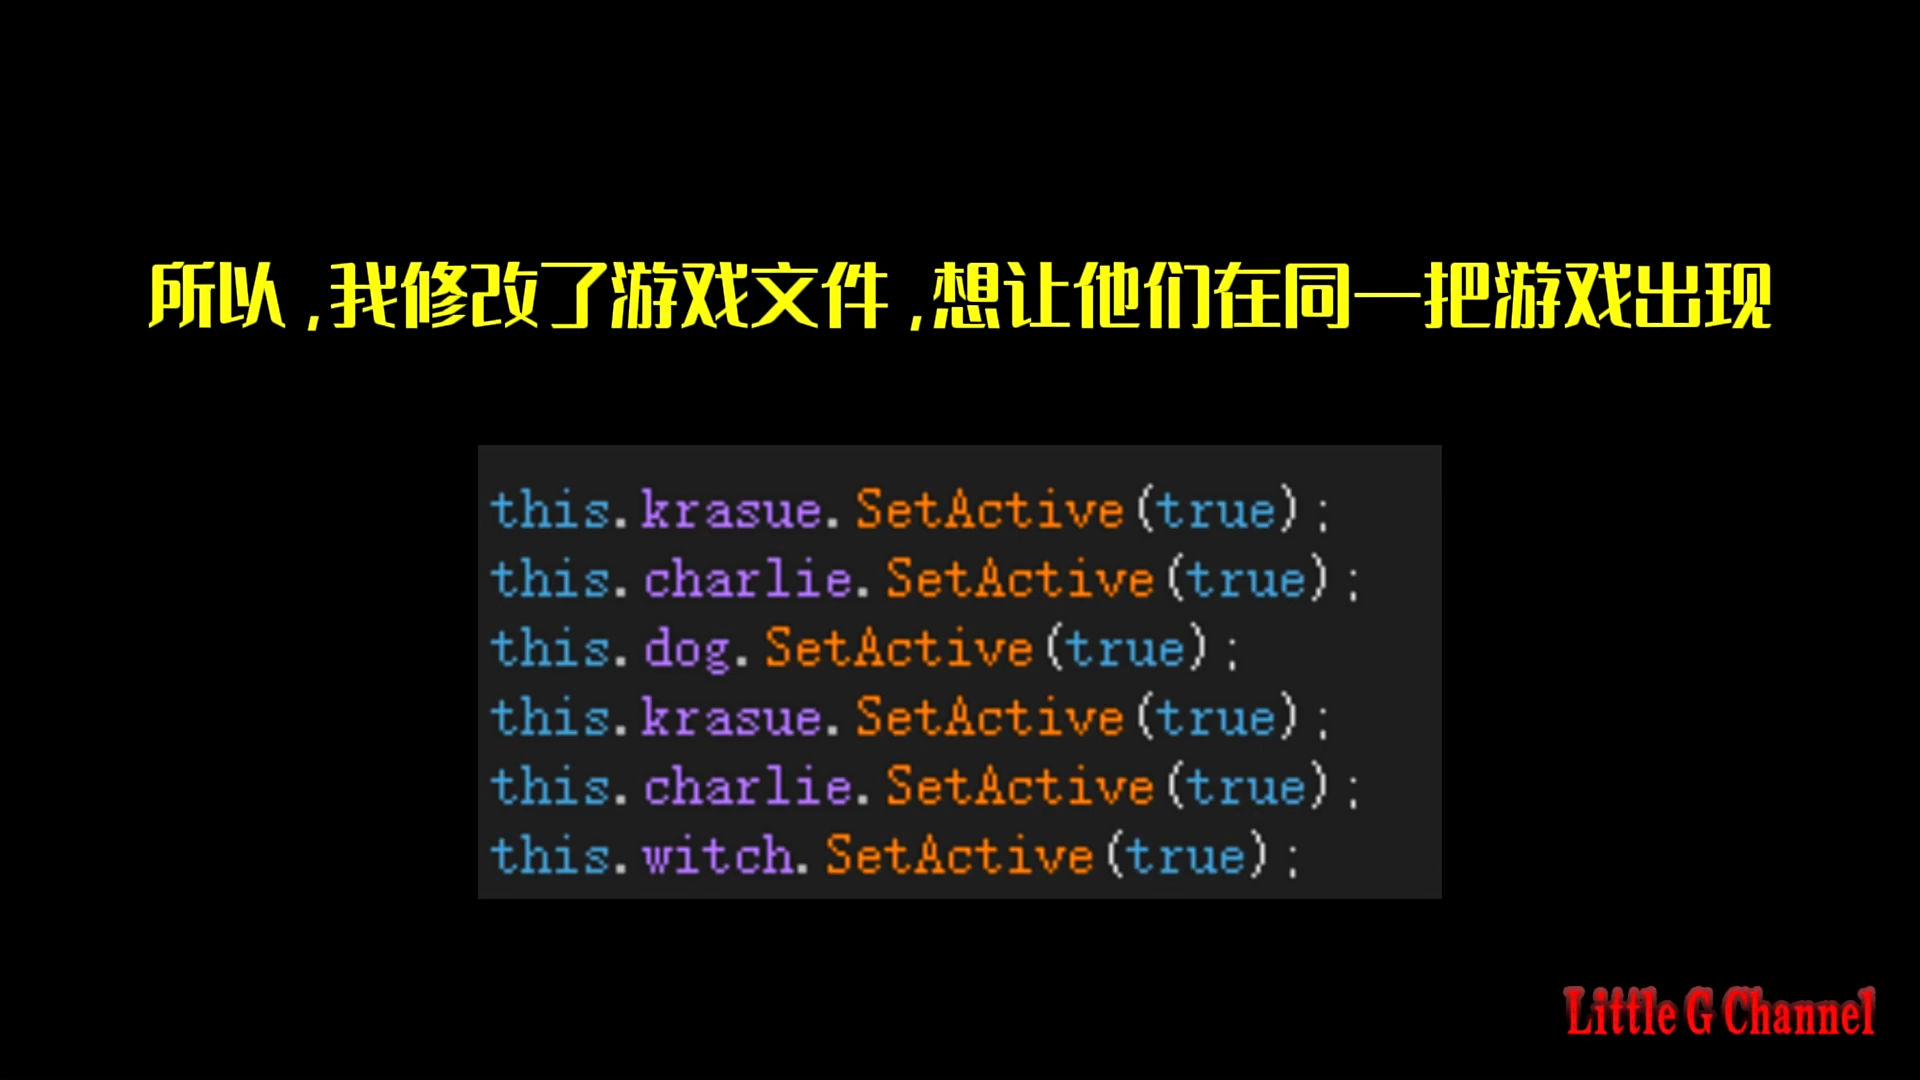 所以,我修改了游戏文件,想让他们在同一把游戏出现
this.krasue.SetActive(true);
this.charlie.SetActive(true);
this.dog.SetActive(true);
this.krasue.SetActive(true);
this.charlie.SetActive(true);
this.witch.SetActive(true);
Little G Channel